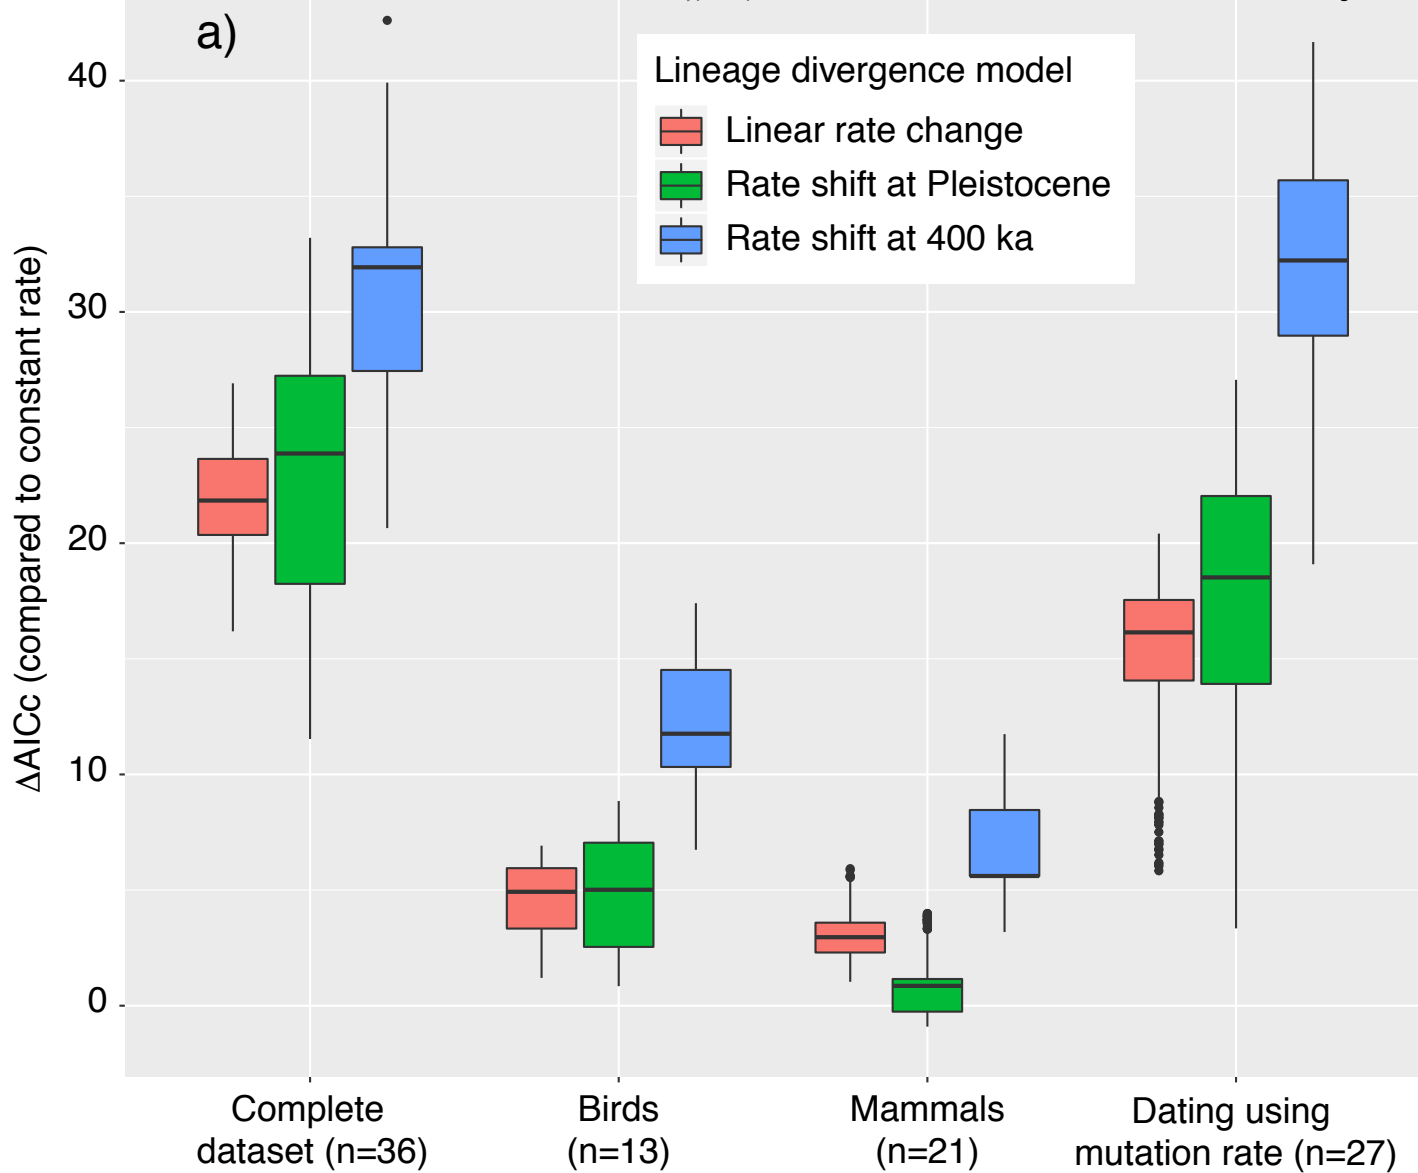 a)
Lineage divergence model
Linear rate change
Rate shift at Pleistocene
Rate shift at 400 ka
ΔAICc (compared to constant rate)
40
30
20
10
0
Complete
dataset (n=36)
Birds
(n=13)
Mammals
(n=21)
Dating using
mutation rate (n=27)